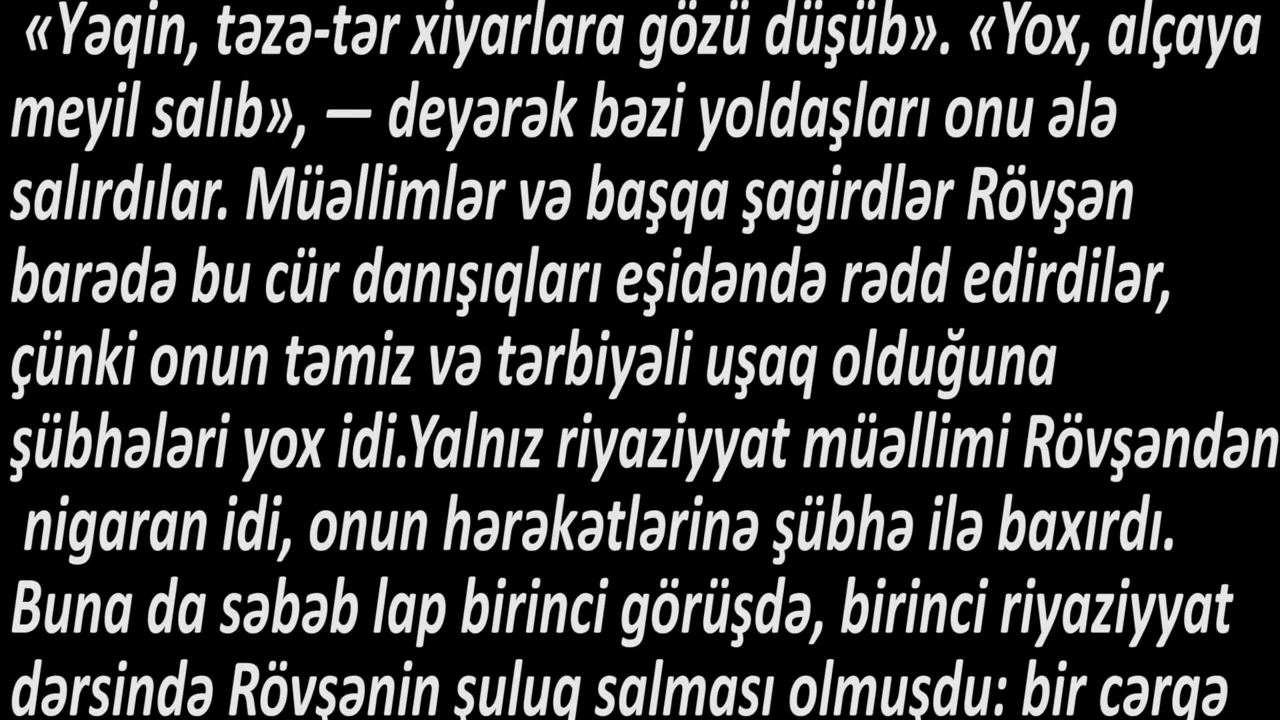 «Yəqin, təzə-tər xiyarlara gözü düşüb». «Yox, alçaya
meyil salıb», — deyərək bəzi yoldaşları onu ələ
salırdılar. Müəllimlər və başqa şagirdlər Rövşən
barədə bu cür danışıqları eşidəndə rədd edirdilər,
çünki onun təmiz və tərbiyəli uşaq olduğuna
şübhələri yox idi.Yalnız riyaziyyat müəllimi Rövşəndən
nigaran idi, onun hərəkətlərinə şübhə ilə baxırdı.
Buna da səbəb lap birinci görüşdə, birinci riyaziyyat
dərsində Rövşənin şuluq salması olmuşdu: bir cərgə